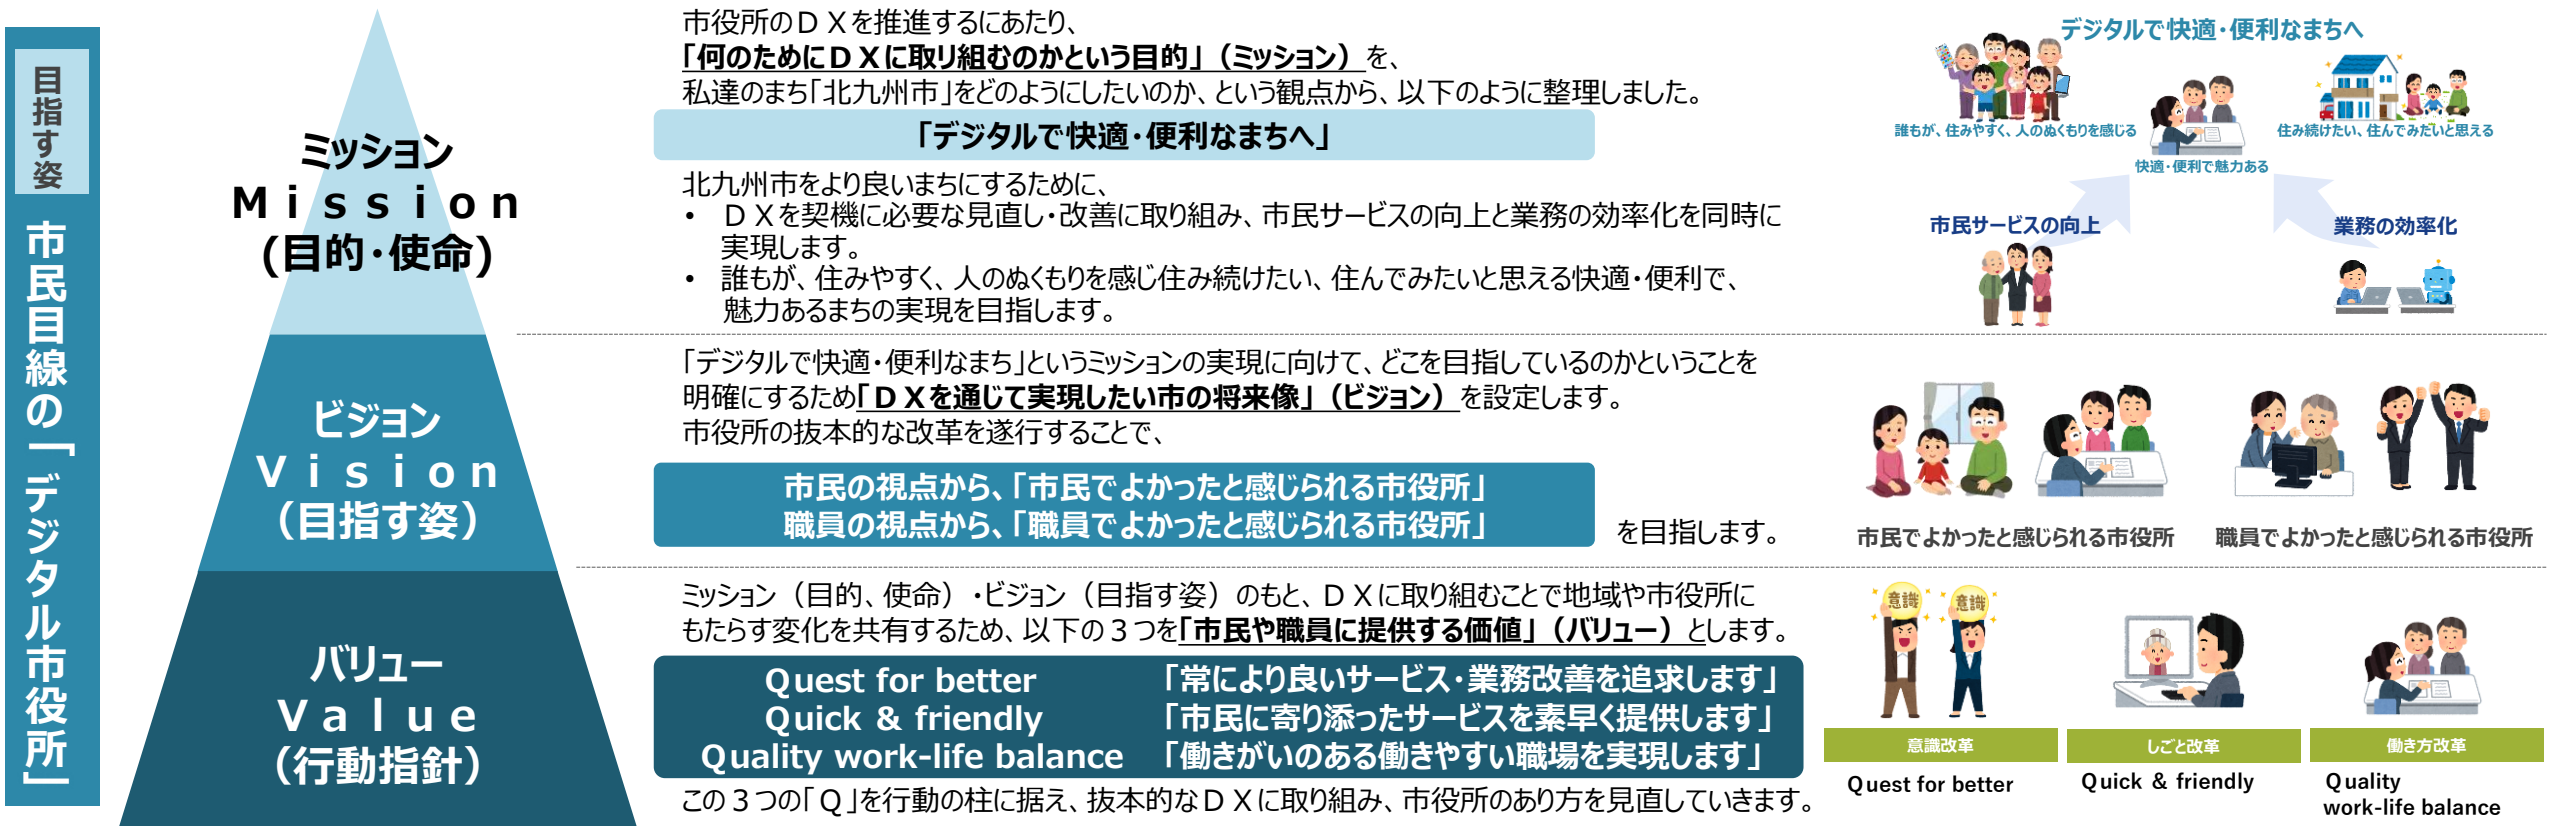 目指す姿
市民目線の「デジタル市役所」
ミッション
Mission
(目的・使命)
市役所のＤＸを推進するにあたり、
「何のためにＤＸに取り組むのかという目的」（ミッション）を、
私達のまち「北九州市」をどのようにしたいのか、という観点から、以下のように整理しました。
「デジタルで快適・便利なまちへ」
北九州市をより良いまちにするために、
• ＤＸを契機に必要な見直し・改善に取り組み、市民サービスの向上と業務の効率化を同時に
実現します。
• 誰もが、住みやすく、人のぬくもりを感じ住み続けたい、住んでみたいと思える快適・便利で、
魅力あるまちの実現を目指します。
デジタルで快適・便利なまちへ
誰もが、住みやすく、人のぬくもりを感じる
住み続けたい、住んでみたいと思える
快適・便利で魅力ある
市民サービスの向上
業務の効率化
ビジョン
Vision
（目指す姿）
「デジタルで快適・便利なまち」というミッションの実現に向けて、どこを目指しているのかということを
明確にするため「ＤＸを通じて実現したい市の将来像」（ビジョン）を設定します。
市役所の抜本的な改革を遂行することで、
市民の視点から、「市民でよかったと感じられる市役所」
職員の視点から、「職員でよかったと感じられる市役所」
を目指します。
市民でよかったと感じられる市役所
職員でよかったと感じられる市役所
バリュー
Value
（行動指針）
ミッション（目的、使命）・ビジョン（目指す姿）のもと、ＤＸに取り組むことで地域や市役所に
もたらす変化を共有するため、以下の３つを「市民や職員に提供する価値」（バリュー）とします。
Quest for better 「常により良いサービス・業務改善を追求します」
Quick & friendly 「市民に寄り添ったサービスを素早く提供します」
Quality work-life balance 「働きがいのある働きやすい職場を実現します」
この３つの「Ｑ」を行動の柱に据え、抜本的なＤＸに取り組み、市役所のあり方を見直していきます。
意識
意識
意識改革
しごと改革
働き方改革
Quest for better
Quick & friendly
Quality
work-life balance